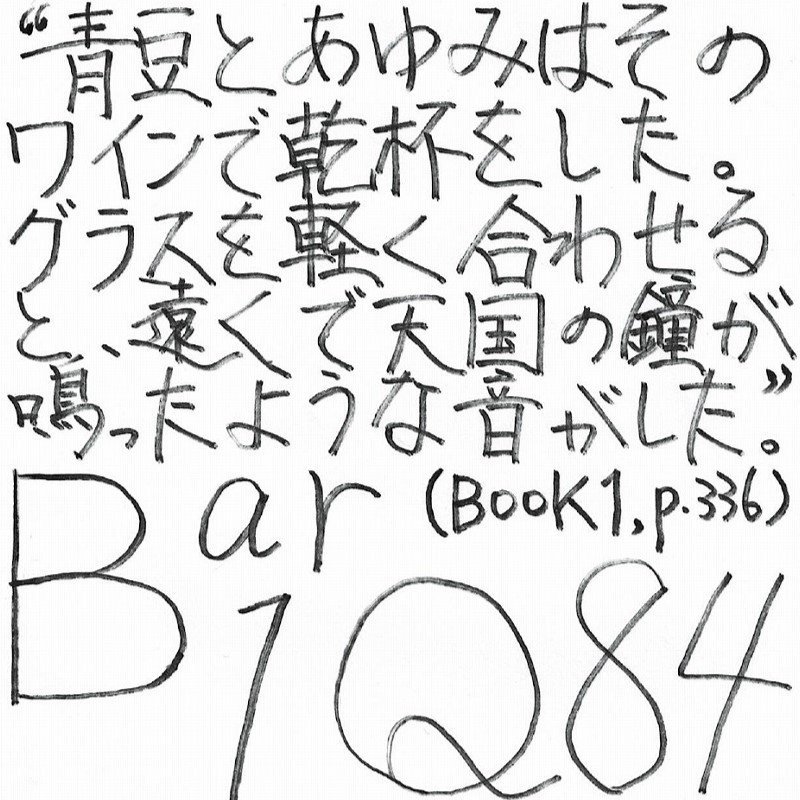 “青豆とあゆみはその
ワインで乾杯をした。
グラスを軽く合わせる
と、遠くで天国の鐘が
鳴ったような音がした。”
Bar (BOOK1, p.336)
1Q84